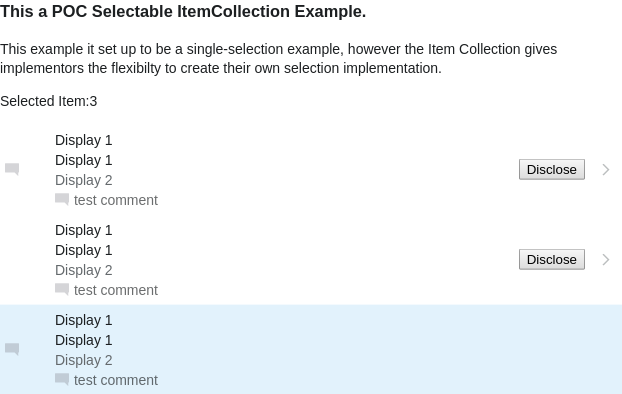 This a POC Selectable ItemCollection Example.
This example it set up to be a single-selection example, however the Item Collection gives
implementors the flexibilty to create their own selection implementation.
Selected Item:3
Display 1
Display 1
Display 2
test comment
Disclose
Display 1
Display 1
Display 2
test comment
Disclose
Display 1
Display 1
Display 2
test comment